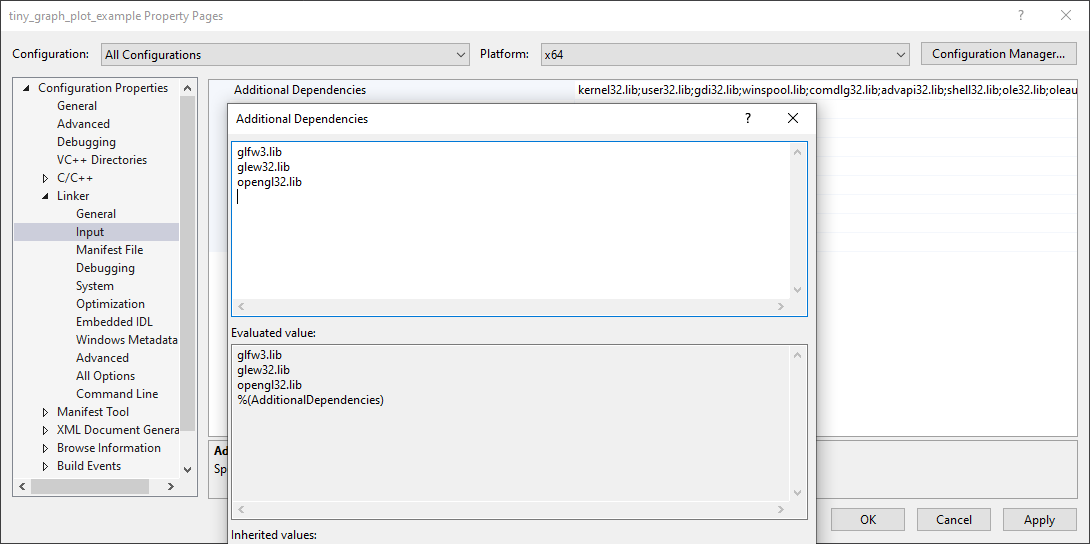 tiny_graph_plot_example Property Pages
Configuration: All Configurations Platform: x64 Configuration Manager...
Configuration Properties
General
Advanced
Debugging
VC++ Directories
C/C++
Linker
General
Input
Manifest File
Debugging
System
Optimization
Embedded IDL
Windows Metadata
Advanced
All Options
Command Line
Manifest Tool
XML Document Genera
Browse Information
Build Events
Additional Dependencies kernel32.lib;user32.lib;gdi32.lib;winspool.lib;comdlg32.lib;advapi32.lib;shell32.lib;ole32.lib;oleau
Additional Dependencies
glfw3.lib
glew32.lib
opengl32.lib
Evaluated value:
glfw3.lib
glew32.lib
opengl32.lib
%(AdditionalDependencies)
Inherited values:
Ad
Sp
OK Cancel Apply